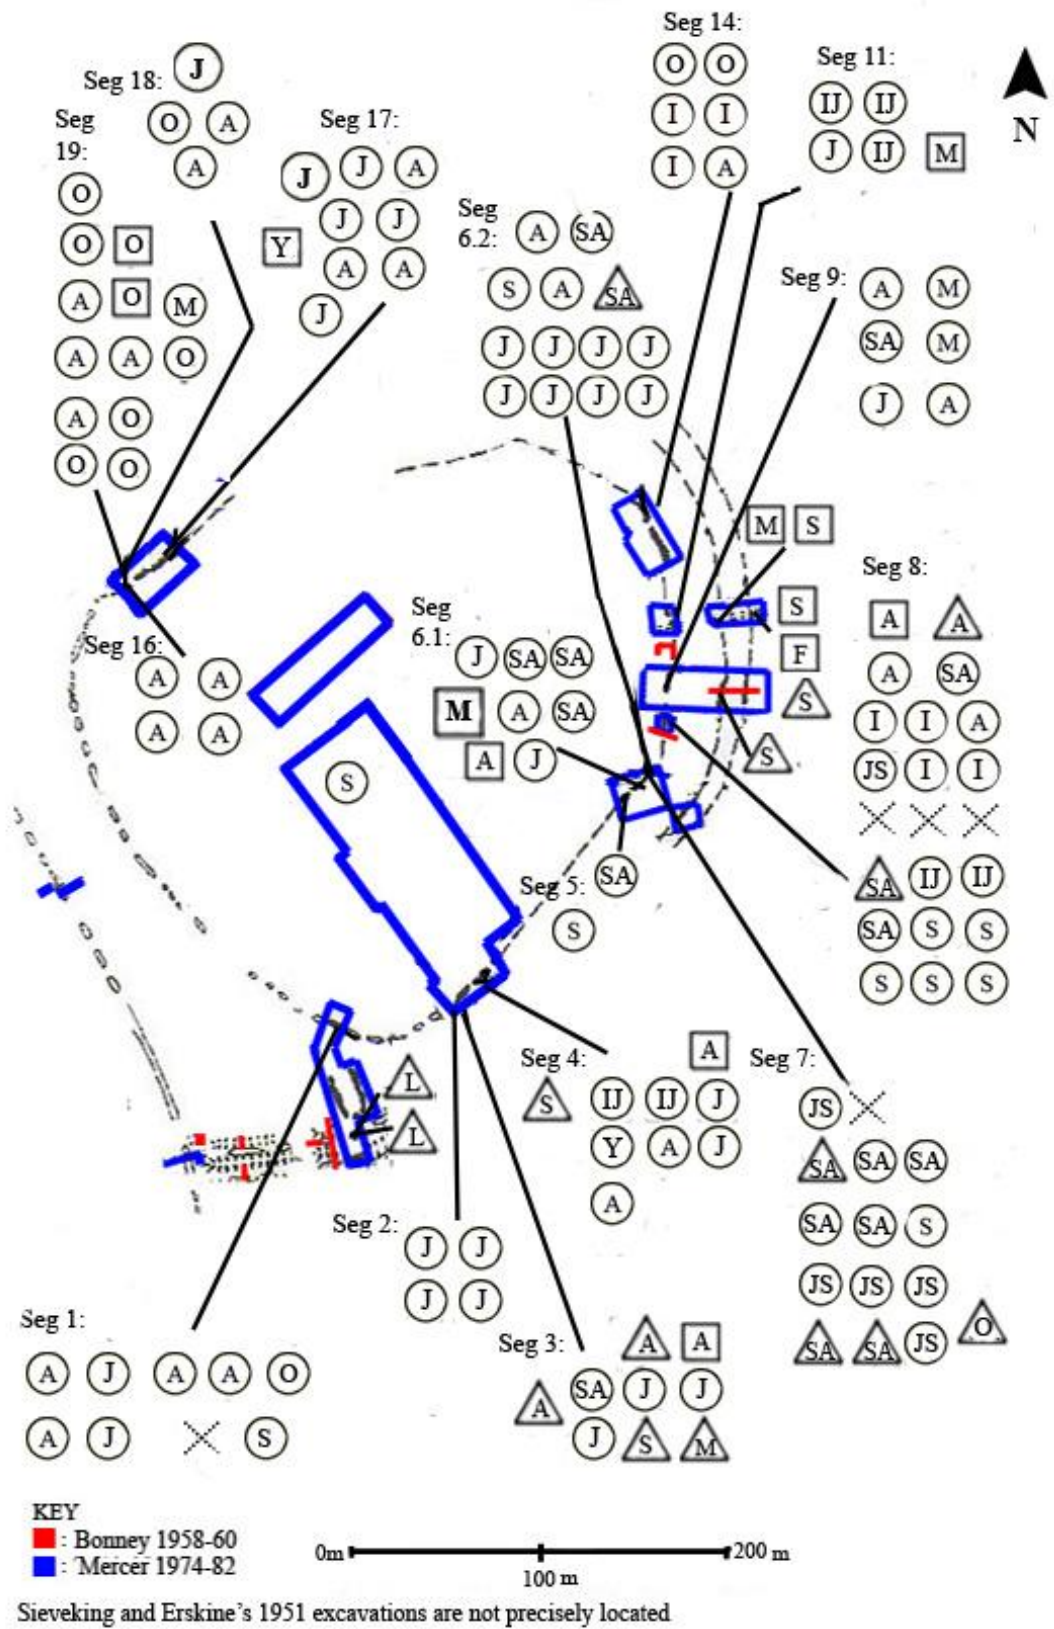 Seg 14:
O O
I I
I A
Seg 11:
IJ IJ
J IJ M
N
Seg 18:
J
O A
A
Seg
19:
O
O O
A O M
A A O
A O
O O
Seg 17:
J J A
J J
Y
A A
J
Seg
6.2:
A SA
S A SA
J J J J
J J J J
Seg 9:
A M
SA M
J A
M S
S
F
S
S
Seg 8:
A A
A SA
I I A
JS I I
SA IJ IJ
SA S S
S S S
Seg
6.1:
J SA SA
M A SA
A J
Seg 16:
A A
A A
S
SA
Seg 5:
S
Seg 4:
A
S IJ IJ J
Y A J
A
Seg 7:
JS
SA SA SA
SA SA S
JS JS JS
SA SA JS O
L
L
Seg 2:
J J
J J
Seg 1:
A J A A O
A J S
Seg 3:
A A
A SA J J
J S M
KEY
: Bonney 1958-60
: Mercer 1974-82
0m 200 m
100 m
Sieveking and Erskine's 1951 excavations are not precisely located